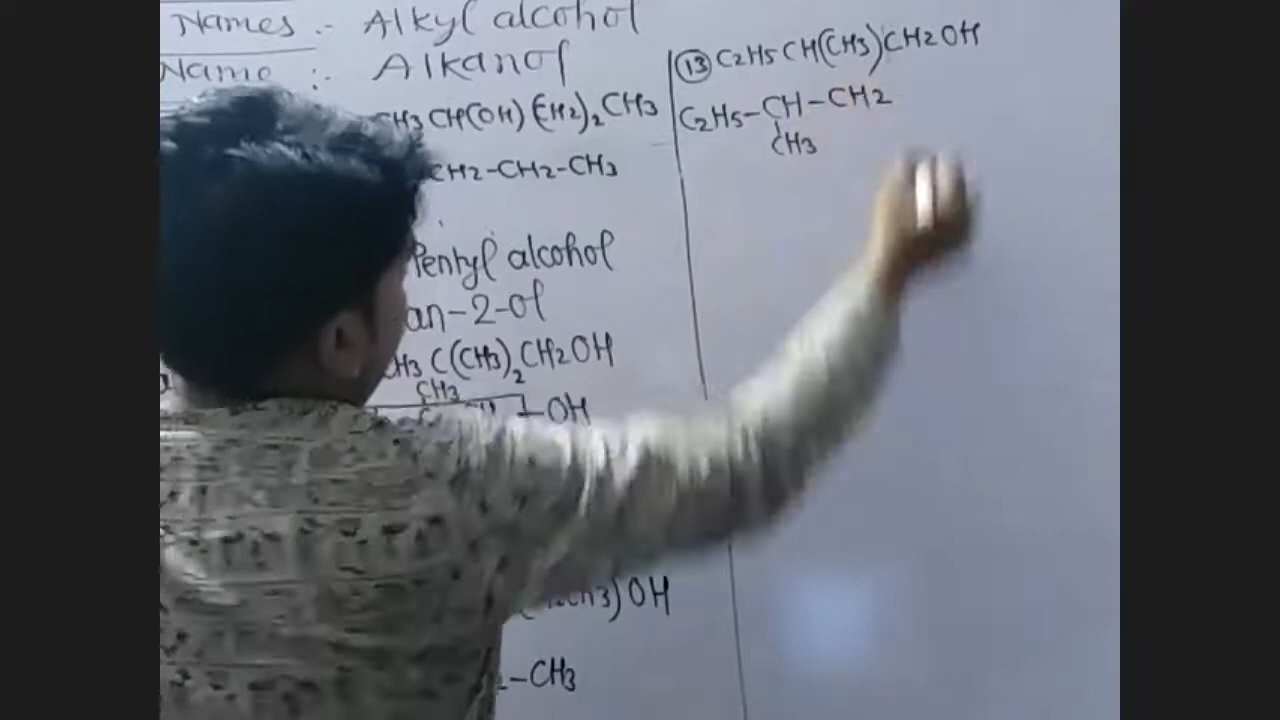 Names :- Alkyl alcohol
Name :- Alkanol
CH3 CH(OH) (CH2)2 CH3
CH2-CH2-CH3
Pentyl alcohol
an-2-ol
CH3 C(CH3)2 CH2OH
CH3
-OH
CH3) OH
-CH3
13 C2H5 CH(CH3) CH2OH
C2H5-CH-CH2
CH3